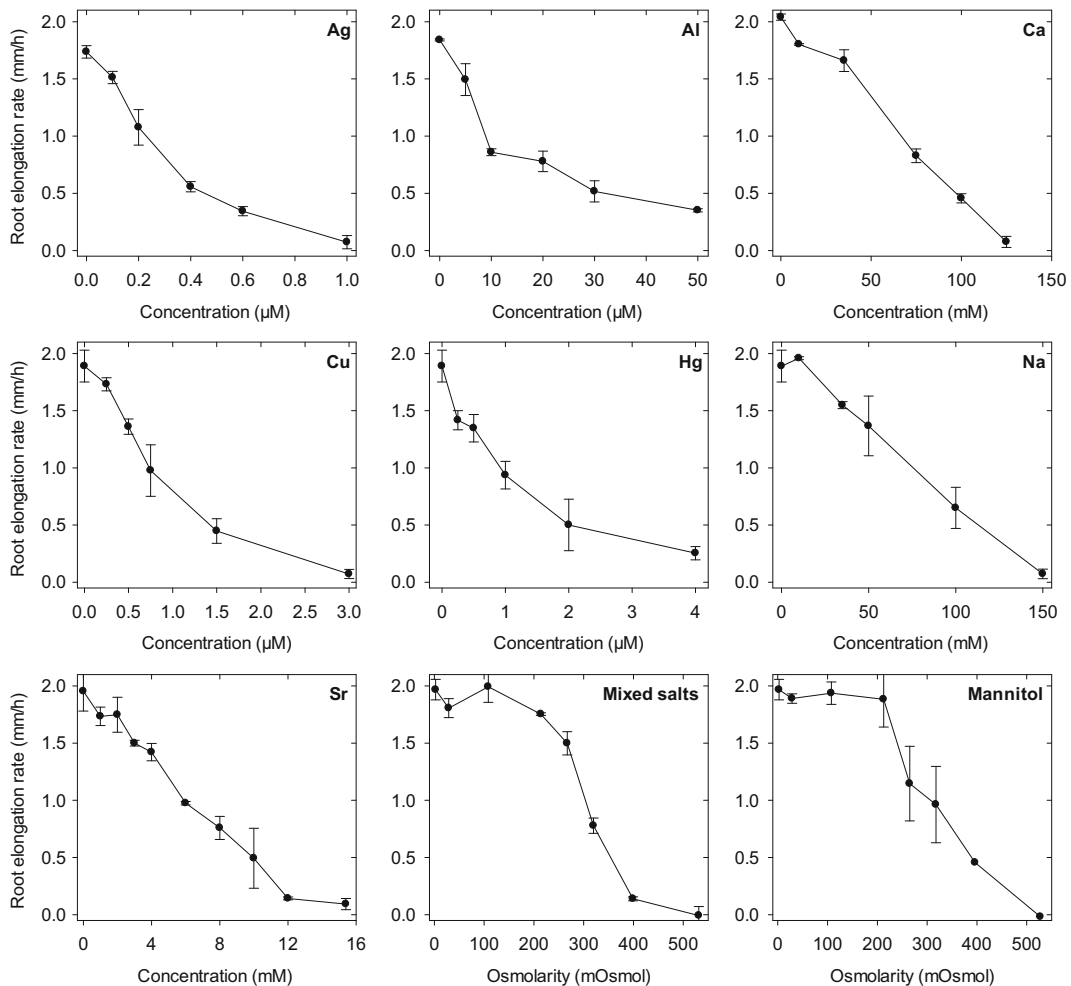 Ag
Al
Ca
Root elongation rate (mm/h)
2.0
1.5
1.0
0.5
0.0
2.0
1.5
1.0
0.5
0.0
2.0
1.5
1.0
0.5
0.0
0.0 0.2 0.4 0.6 0.8 1.0
0 10 20 30 40 50
0 50 100 150
Concentration (µM)
Concentration (µM)
Concentration (mM)
Cu
Hg
Na
Root elongation rate (mm/h)
2.0
1.5
1.0
0.5
0.0
2.0
1.5
1.0
0.5
0.0
2.0
1.5
1.0
0.5
0.0
0.0 0.5 1.0 1.5 2.0 2.5 3.0
0 1 2 3 4
0 50 100 150
Concentration (µM)
Concentration (µM)
Concentration (mM)
Sr
Mixed salts
Mannitol
Root elongation rate (mm/h)
2.0
1.5
1.0
0.5
0.0
2.0
1.5
1.0
0.5
0.0
2.0
1.5
1.0
0.5
0.0
0 4 8 12 16
0 100 200 300 400 500
0 100 200 300 400 500
Concentration (mM)
Osmolarity (mOsmol)
Osmolarity (mOsmol)